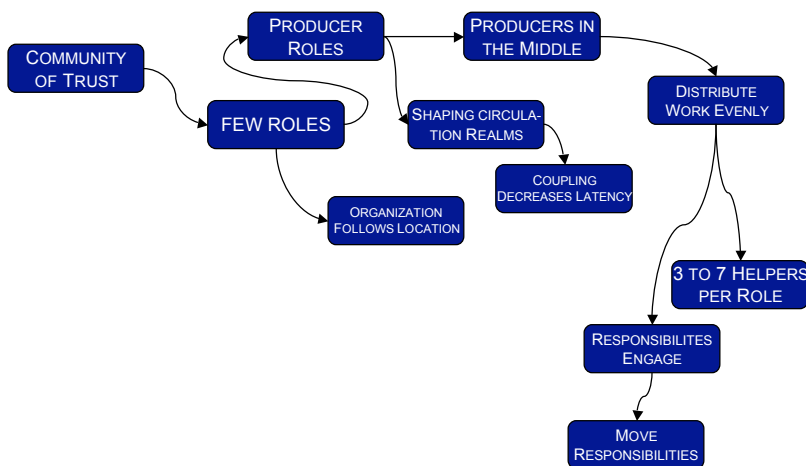 PRODUCER
ROLES
PRODUCERS IN
THE MIDDLE
COMMUNITY
OF TRUST
DISTRIBUTE
WORK EVENLY
FEW ROLES
SHAPING CIRCULA-
TION REALMS
COUPLING
DECREASES LATENCY
ORGANIZATION
FOLLOWS LOCATION
3 TO 7 HELPERS
PER ROLE
RESPONSIBILITES
ENGAGE
MOVE
RESPONSIBILITIES